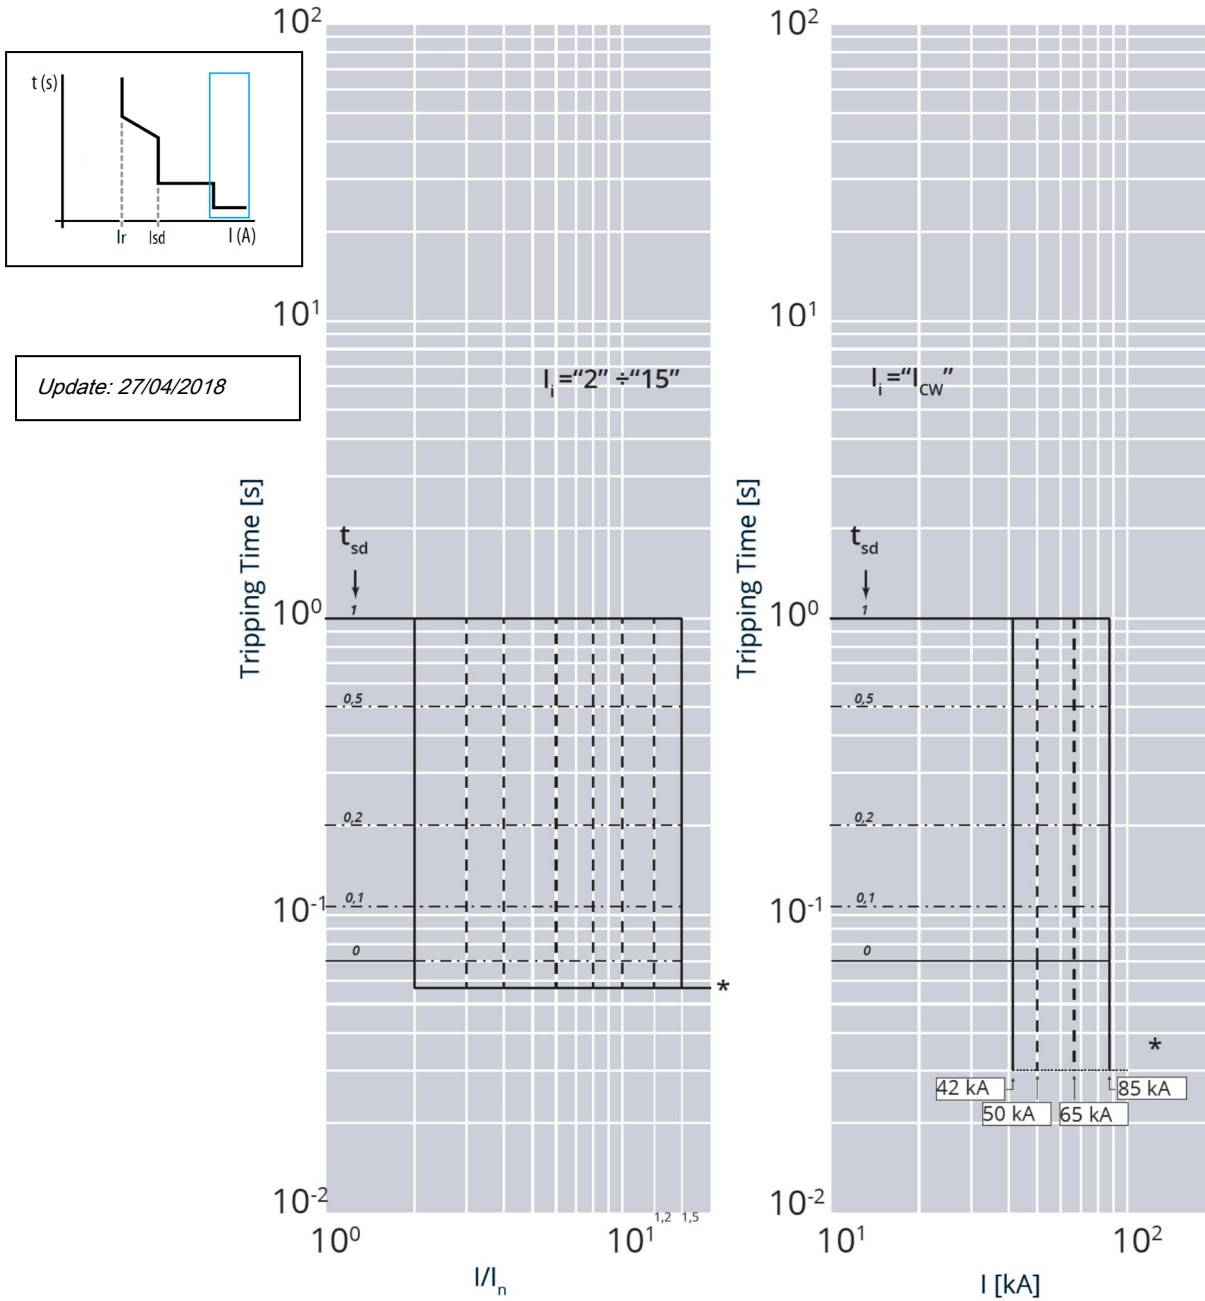 t (s)
Ir
Isd
I (A)
Update: 27/04/2018
10²
10¹
10⁰
10⁻¹
10⁻²
Tripping Time [s]
Iᵢ =“2” ÷“15”
t_sd
1
0,5
0,2
0,1
0
*
1,2
1,5
10⁰
10¹
I/Iₙ
10²
10¹
10⁰
10⁻¹
10⁻²
Tripping Time [s]
Iᵢ =“I_CW”
t_sd
1
0,5
0,2
0,1
0
*
42 kA
85 kA
50 kA
65 kA
10¹
10²
I [kA]